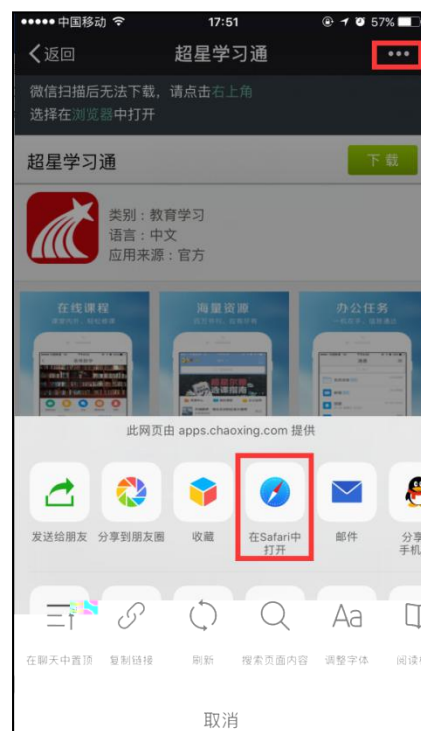 中国移动
17:51
57%
返回
超星学习通
微信扫描后无法下载，请点击右上角
选择在浏览器中打开
超星学习通
下载
类别：教育学习
语言：中文
应用来源：官方
在线课程
海量资源
办公任务
此网页由 apps.chaoxing.com 提供
发送给朋友
分享到朋友圈
收藏
在Safari中
打开
邮件
分享
手机
在聊天中置顶
复制链接
刷新
搜索页面内容
Aa
调整字体
阅读
取消